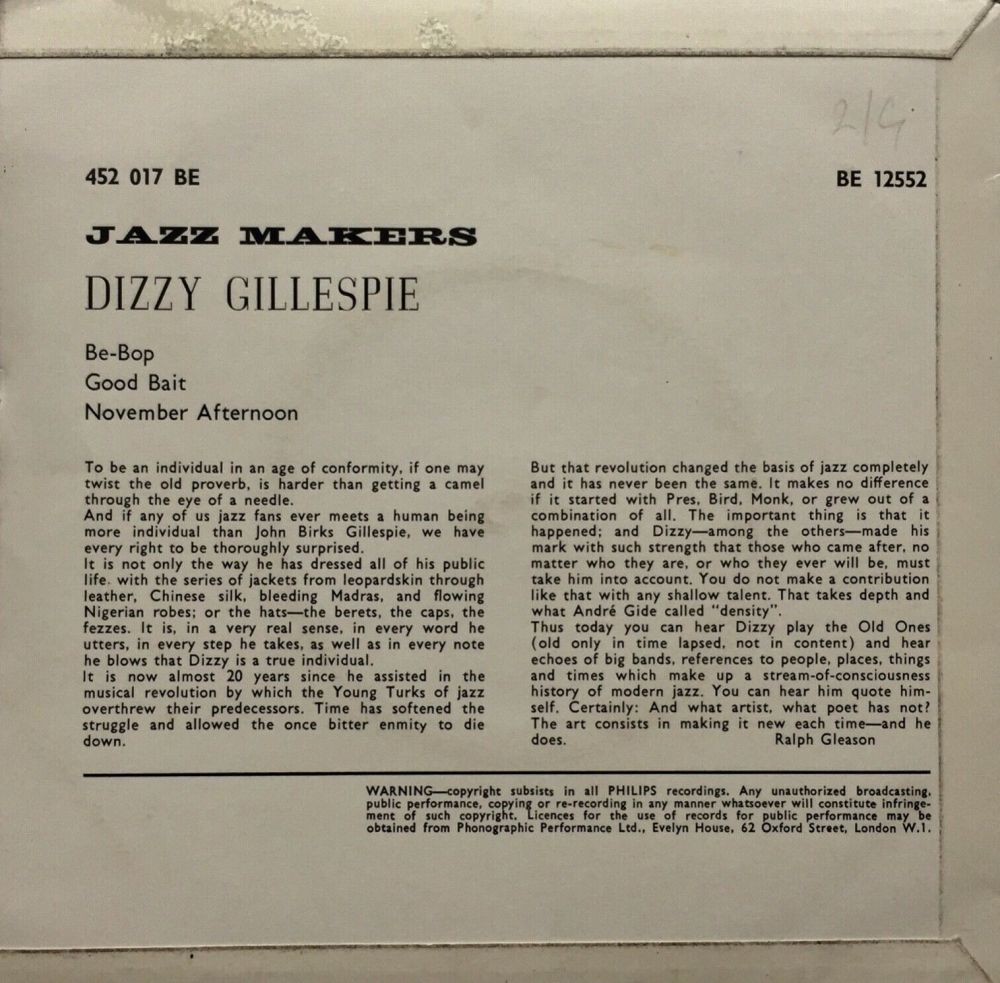 2/4
452 017 BE
BE 12552
JAZZ MAKERS
DIZZY GILLESPIE
Be-Bop
Good Bait
November Afternoon
To be an individual in an age of conformity, if one may
twist the old proverb, is harder than getting a camel
through the eye of a needle.
And if any of us jazz fans ever meets a human being
more individual than John Birks Gillespie, we have
every right to be thoroughly surprised.
It is not only the way he has dressed all of his public
life. with the series of jackets from leopardskin through
leather, Chinese silk, bleeding Madras, and flowing
Nigerian robes; or the hats—the berets, the caps, the
fezzes. It is, in a very real sense, in every word he
utters, in every step he takes, as well as in every note
he blows that Dizzy is a true individual.
It is now almost 20 years since he assisted in the
musical revolution by which the Young Turks of jazz
overthrew their predecessors. Time has softened the
struggle and allowed the once bitter enmity to die
down.
But that revolution changed the basis of jazz completely
and it has never been the same. It makes no difference
if it started with Pres, Bird, Monk, or grew out of a
combination of all. The important thing is that it
happened; and Dizzy—among the others—made his
mark with such strength that those who came after, no
matter who they are, or who they ever will be, must
take him into account. You do not make a contribution
like that with any shallow talent. That takes depth and
what André Gide called "density".
Thus today you can hear Dizzy play the Old Ones
(old only in time lapsed, not in content) and hear
echoes of big bands, references to people, places, things
and times which make up a stream-of-consciousness
history of modern jazz. You can hear him quote him-
self. Certainly: And what artist, what poet has not?
The art consists in making it new each time—and he
does. Ralph Gleason
WARNING—copyright subsists in all PHILIPS recordings. Any unauthorized broadcasting,
public performance, copying or re-recording in any manner whatsoever will constitute infringe-
ment of such copyright. Licences for the use of records for public performance may be
obtained from Phonographic Performance Ltd., Evelyn House, 62 Oxford Street, London W.1.